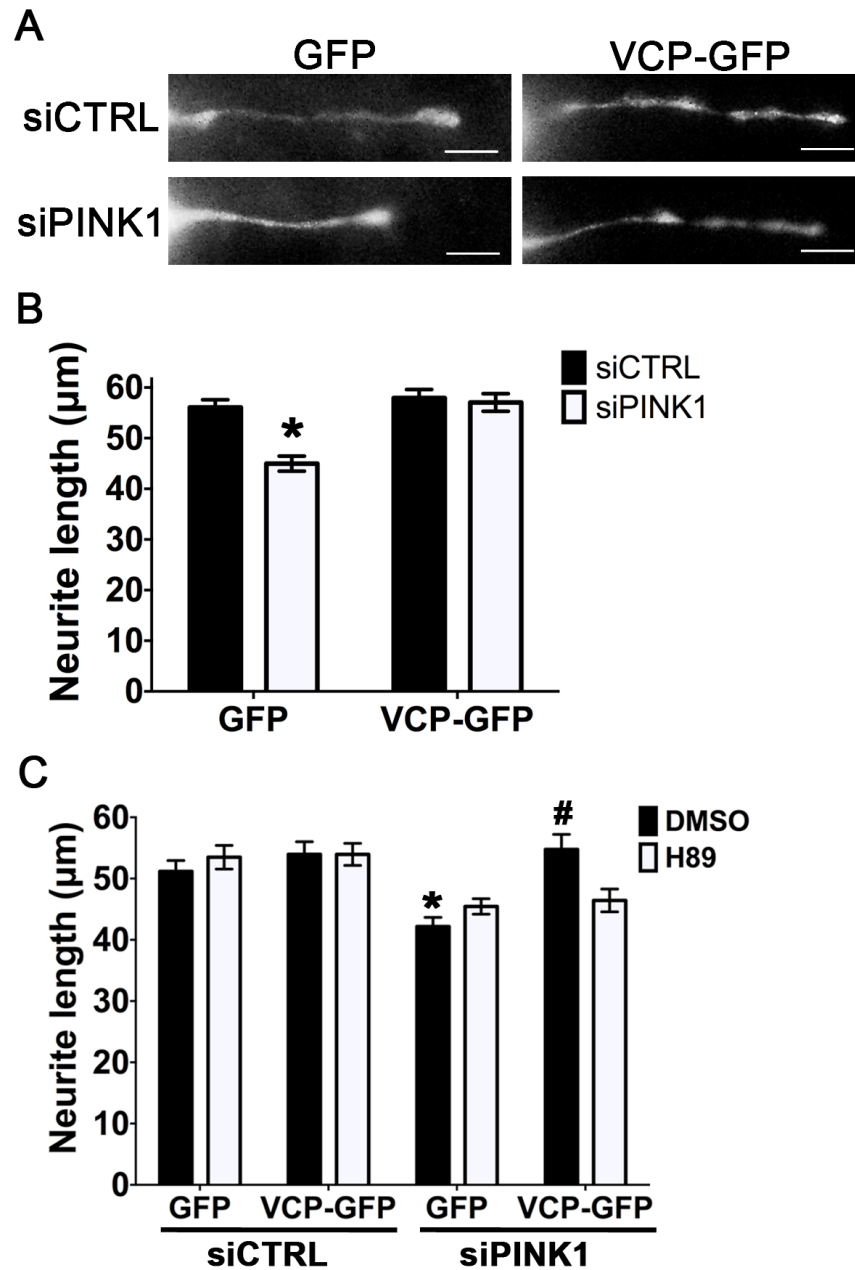 A
GFP VCP-GFP
siCTRL
siPINK1
B
Neurite length (µm)
60
50
40
30
20
10
0
*
siCTRL
siPINK1
GFP VCP-GFP
C
Neurite length (µm)
60
50
40
30
20
10
0
*
#
DMSO
H89
GFP VCP-GFP GFP VCP-GFP
siCTRL siPINK1